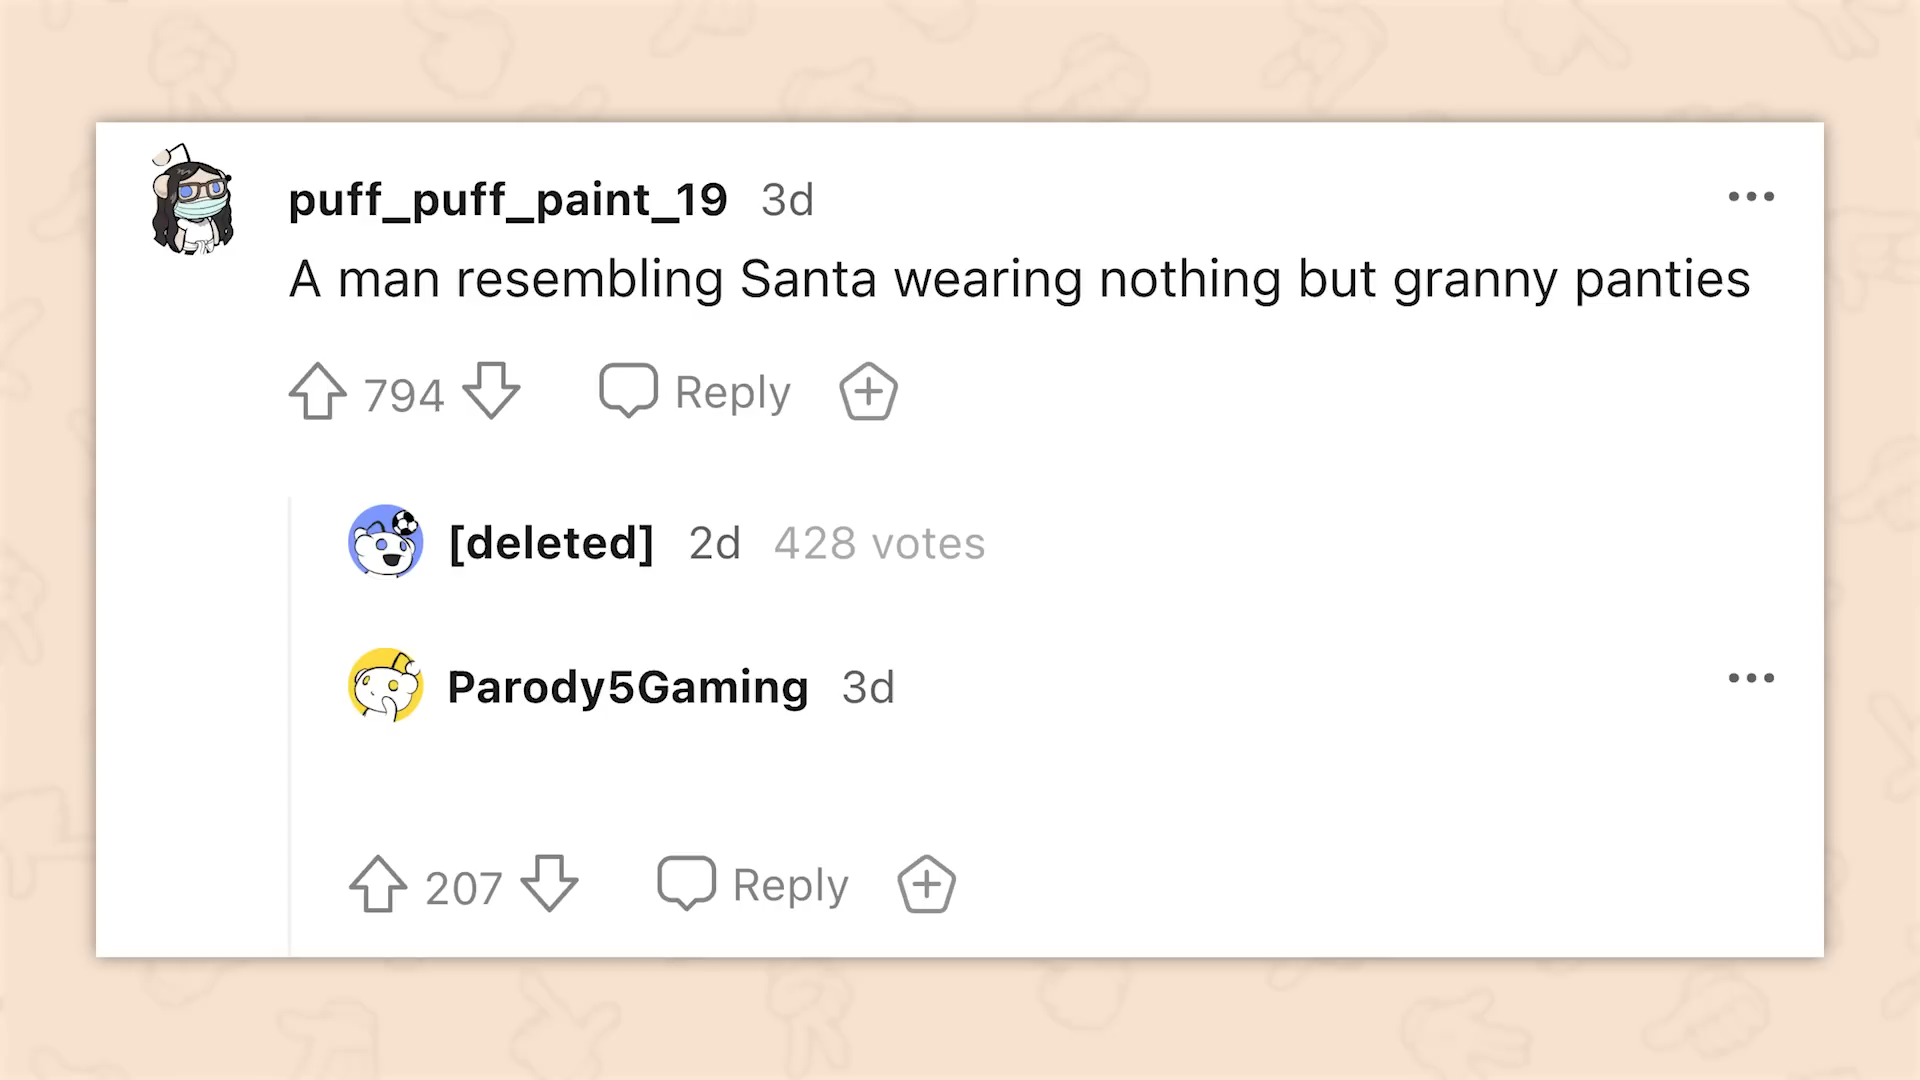 puff_puff_paint_19 3d
A man resembling Santa wearing nothing but granny panties
794 Reply
[deleted] 2d 428 votes
Parody5Gaming 3d
207 Reply